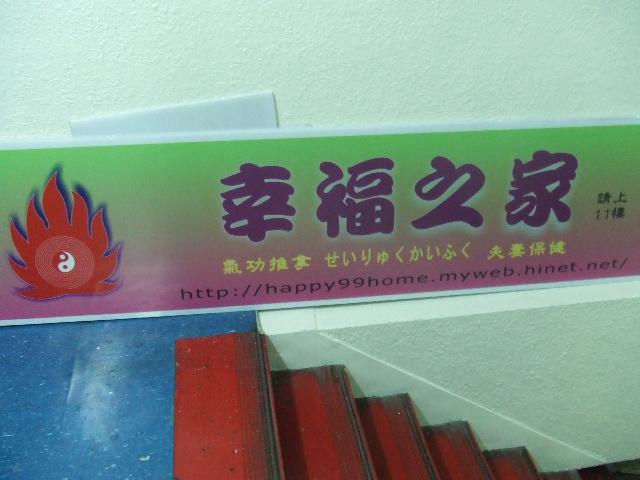 幸福之家
請上
11樓
氣功推拿 せいりゅくかいふく 夫妻保健
http://happy99home.myweb.hinet.net/